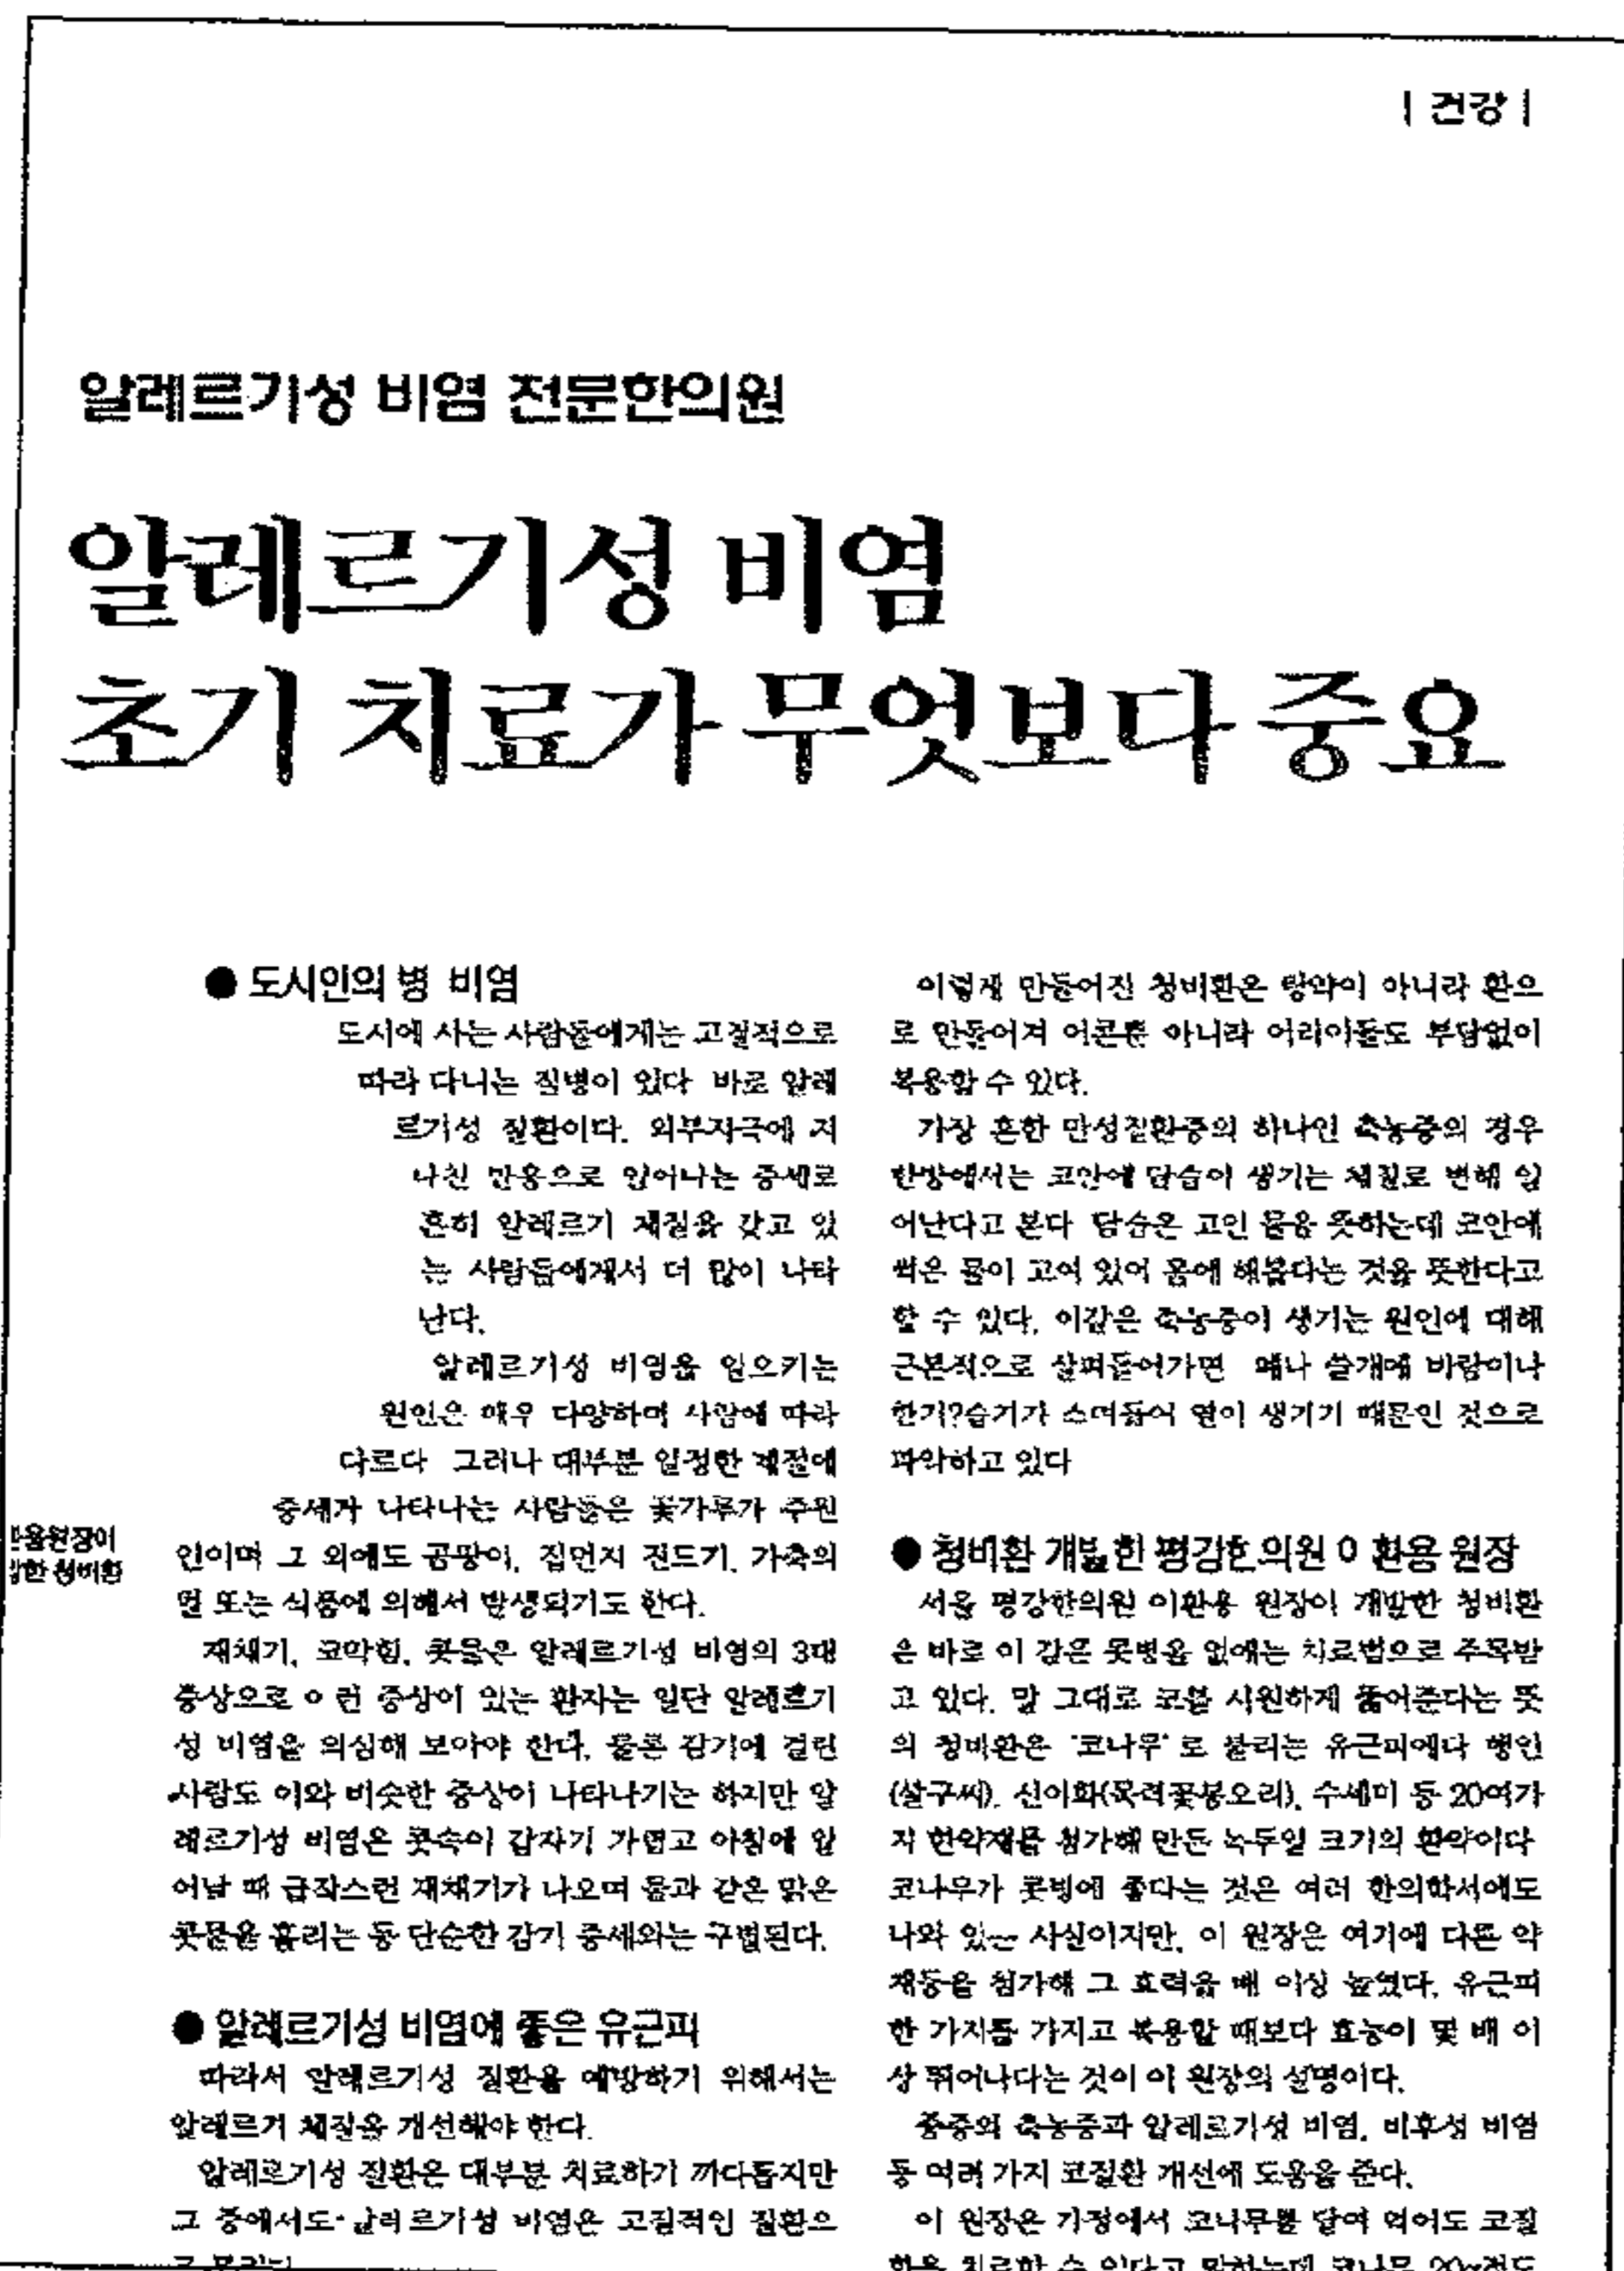 | 건강 |
알레르기성 비염 전문한의원
알레르기성 비염
초기 치료가 무엇보다 중요
● 도시인의 병 비염
도시에 사는 사람들에게는 고질적으로
따라 다니는 질병이 있다 바로 알레
르기성 질환이다. 외부자극에 지
나친 반응으로 일어나는 증세로
흔히 알레르기 체질을 갖고 있
는 사람들에게서 더 많이 나타
난다.
알레르기성 비염을 일으키는
원인은 매우 다양하며 사람에 따라
다르다 그러나 대부분 일정한 계절에
증세가 나타나는 사람들은 꽃가루가 주원
인이며 그 외에도 곰팡이, 집먼지 진드기, 가축의
털 또는 식품에 의해서 발생되기도 한다.
재채기, 코막힘, 콧물은 알레르기성 비염의 3대
증상으로 이런 증상이 있는 환자는 일단 알레르기
성 비염을 의심해 보아야 한다. 물론 감기에 걸린
사람도 이와 비슷한 증상이 나타나기는 하지만 알
레르기성 비염은 콧속이 갑자기 가렵고 아침에 일
어날 때 급작스런 재채기가 나오며 물과 같은 맑은
콧물을 흘리는 등 단순한 감기 증세와는 구별된다.
● 알레르기성 비염에 좋은 유근피
따라서 알레르기성 질환을 예방하기 위해서는
알레르기 체질을 개선해야 한다.
알레르기성 질환은 대부분 치료하기 까다롭지만
그 중에서도 알레르기성 비염은 고질적인 질환으
원장이
청비환
이렇게 만들어진 청비환은 탕약이 아니라 환으
로 만들어져 어른뿐 아니라 어린이들도 부담없이
복용할 수 있다.
가장 흔한 만성질환중의 하나인 축농증의 경우
한방에서는 코안에 담습이 생기는 체질로 변해 일
어난다고 본다 담습은 고인 물을 뜻하는데 코안에
썩은 물이 고여 있어 몸에 해롭다는 것을 뜻한다고
할 수 있다. 이같은 축농증이 생기는 원인에 대해
근본적으로 살펴들어가면 폐나 쓸개에 바람이나
한기?습기가 스며들어 열이 생기기 때문인 것으로
파악하고 있다
● 청비환 개발한 평강한의원 이환용 원장
서울 평강한의원 이환용 원장이 개발한 청비환
은 바로 이 같은 콧병을 없애는 치료법으로 주목받
고 있다. 말 그대로 코를 시원하게 뚫어준다는 뜻
의 청비환은 '코나무'로 불리는 유근피에다 행인
(살구씨), 신이화(목련꽃봉오리), 수세미 등 20여가
지 한약재를 첨가해 만든 녹두알 크기의 환약이다
코나무가 콧병에 좋다는 것은 여러 한의학서에도
나와 있는 사실이지만, 이 원장은 여기에 다른 약
재등을 첨가해 그 효력을 배 이상 높였다. 유근피
한 가지를 가지고 복용할 때보다 효능이 몇 배 이
상 뛰어나다는 것이 이 원장의 설명이다.
중증의 축농증과 알레르기성 비염, 비후성 비염
등 여러 가지 코질환 개선에 도움을 준다.
이 원장은 가정에서 코나무를 달여 먹어도 코질
환을 치료할 수 있다고 말하는데 코나무